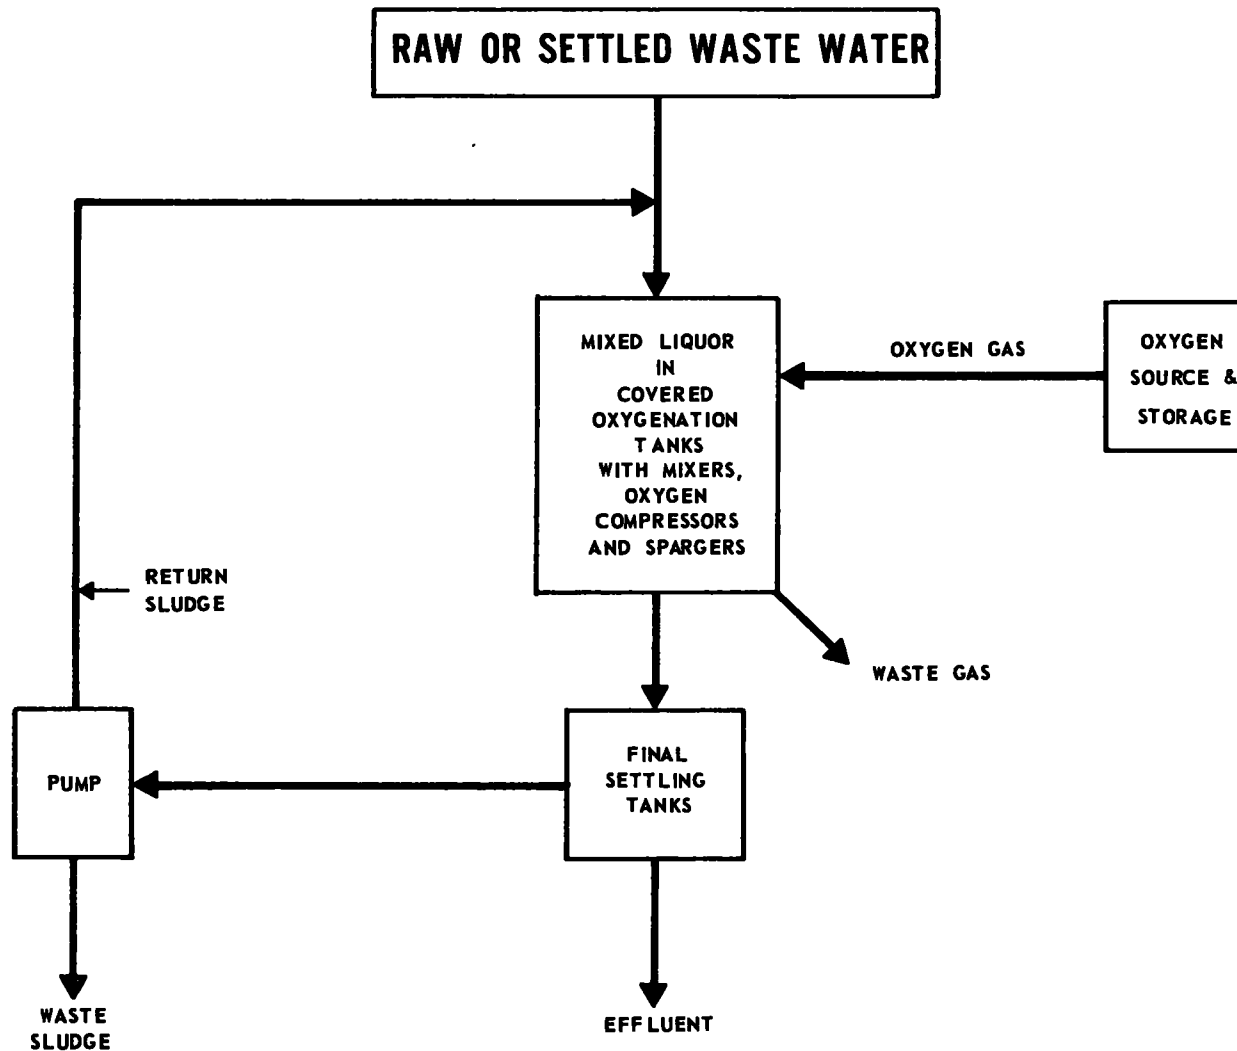 RAW OR SETTLED WASTE WATER
MIXED LIQUOR
IN
COVERED
OXYGENATION
TANKS
WITH MIXERS,
OXYGEN
COMPRESSORS
AND SPARGERS
OXYGEN GAS
OXYGEN
SOURCE &
STORAGE
RETURN
SLUDGE
WASTE GAS
PUMP
FINAL
SETTLING
TANKS
WASTE
SLUDGE
EFFLUENT